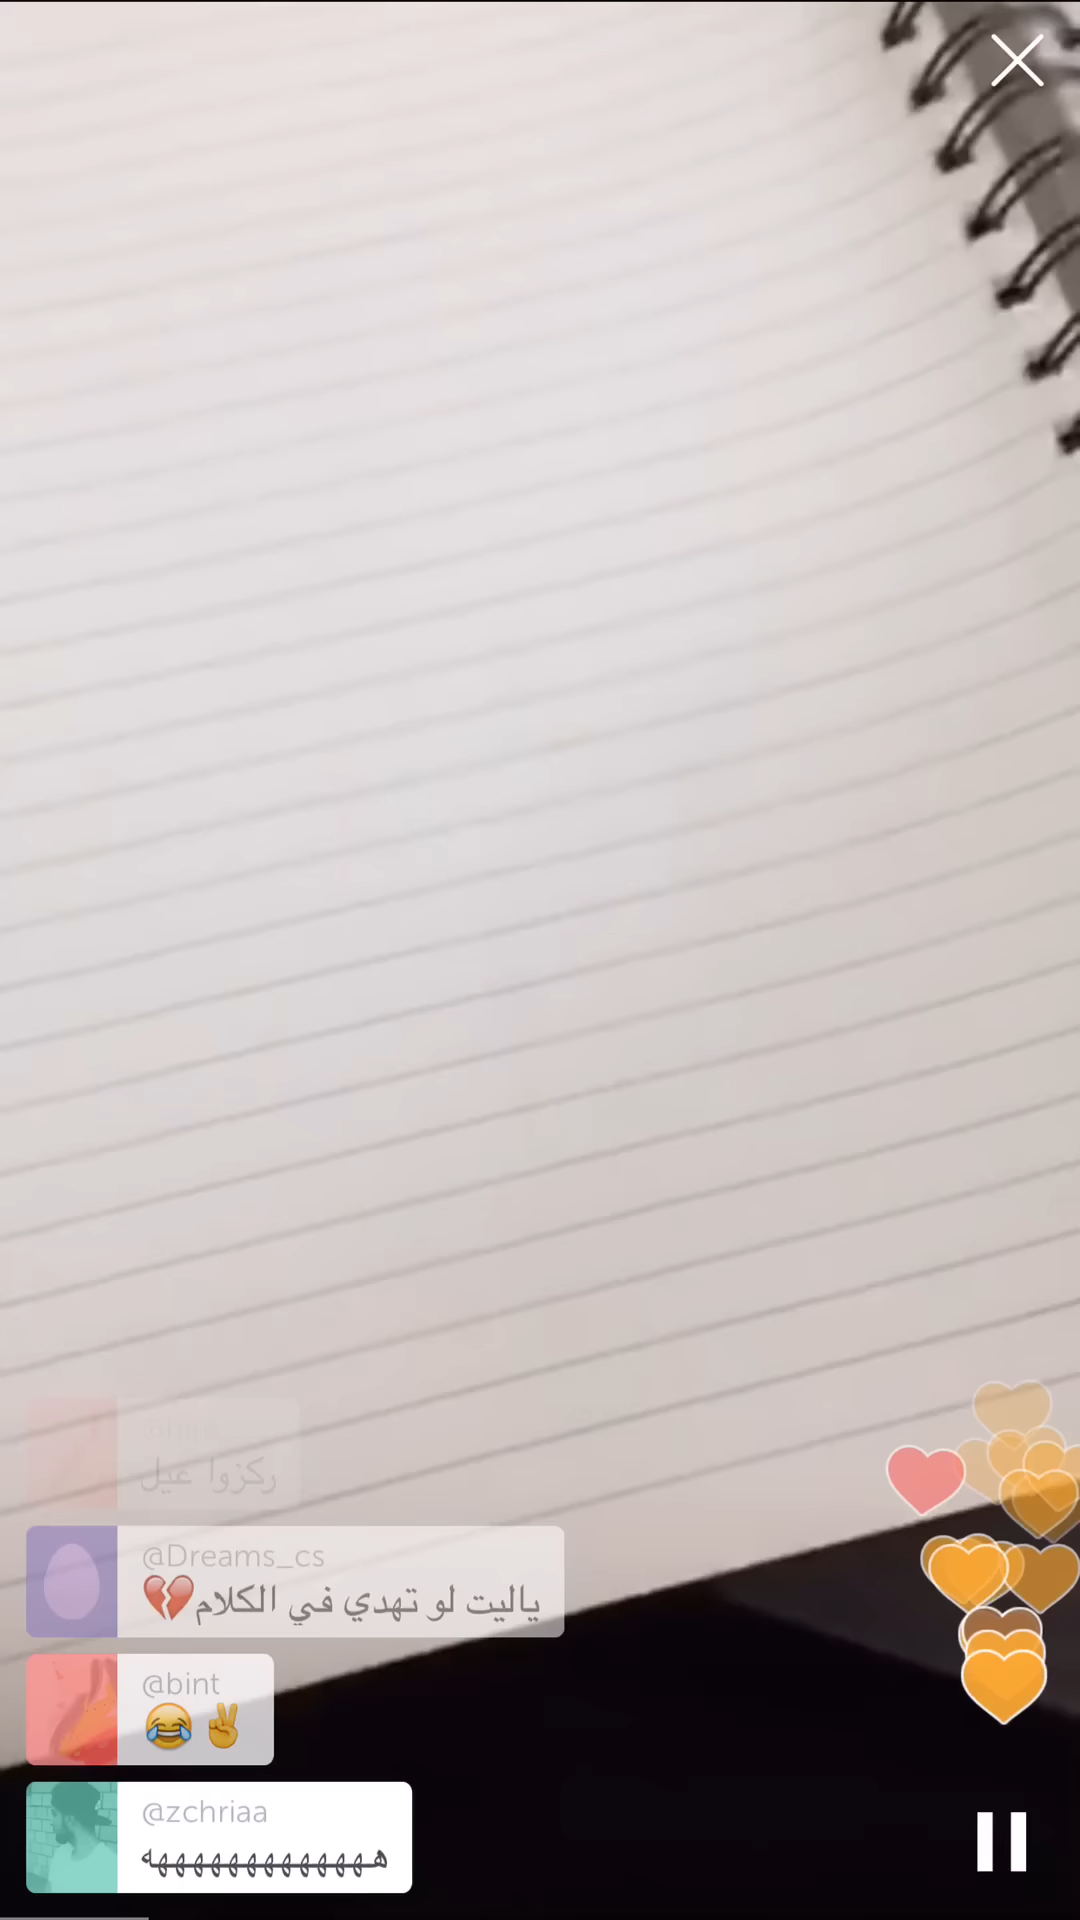 ركزوا عيل
@Dreams_cs
ياليت لو تهدي في الكلام💔
@bint
😂✌
@zchriaa
هههههههههههههه